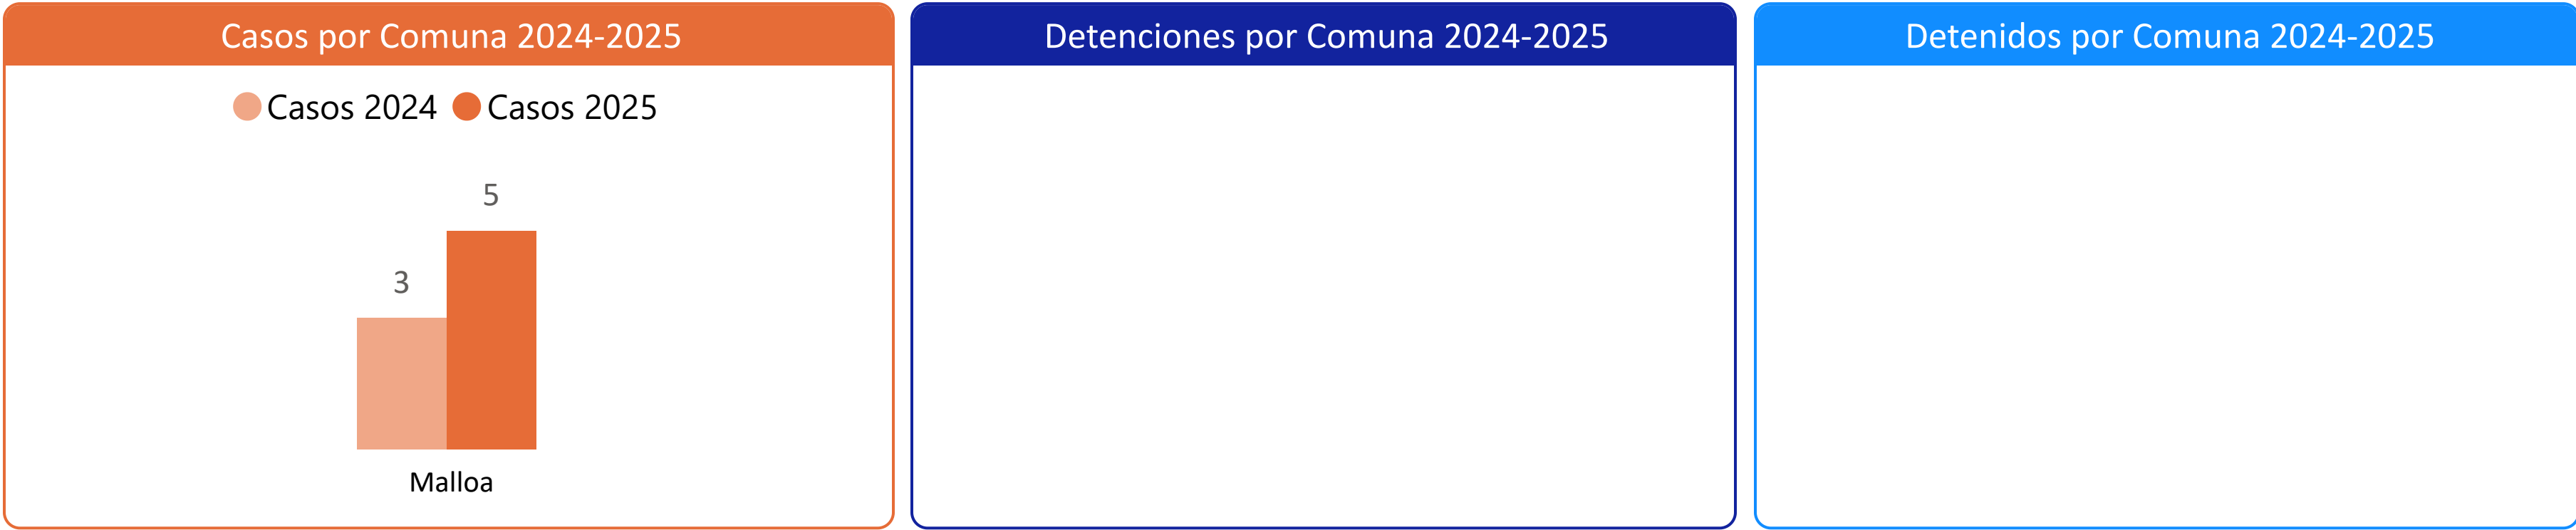 Casos por Comuna 2024-2025
Casos 2024 Casos 2025
5
3
Malloa
Detenciones por Comuna 2024-2025
Detenidos por Comuna 2024-2025